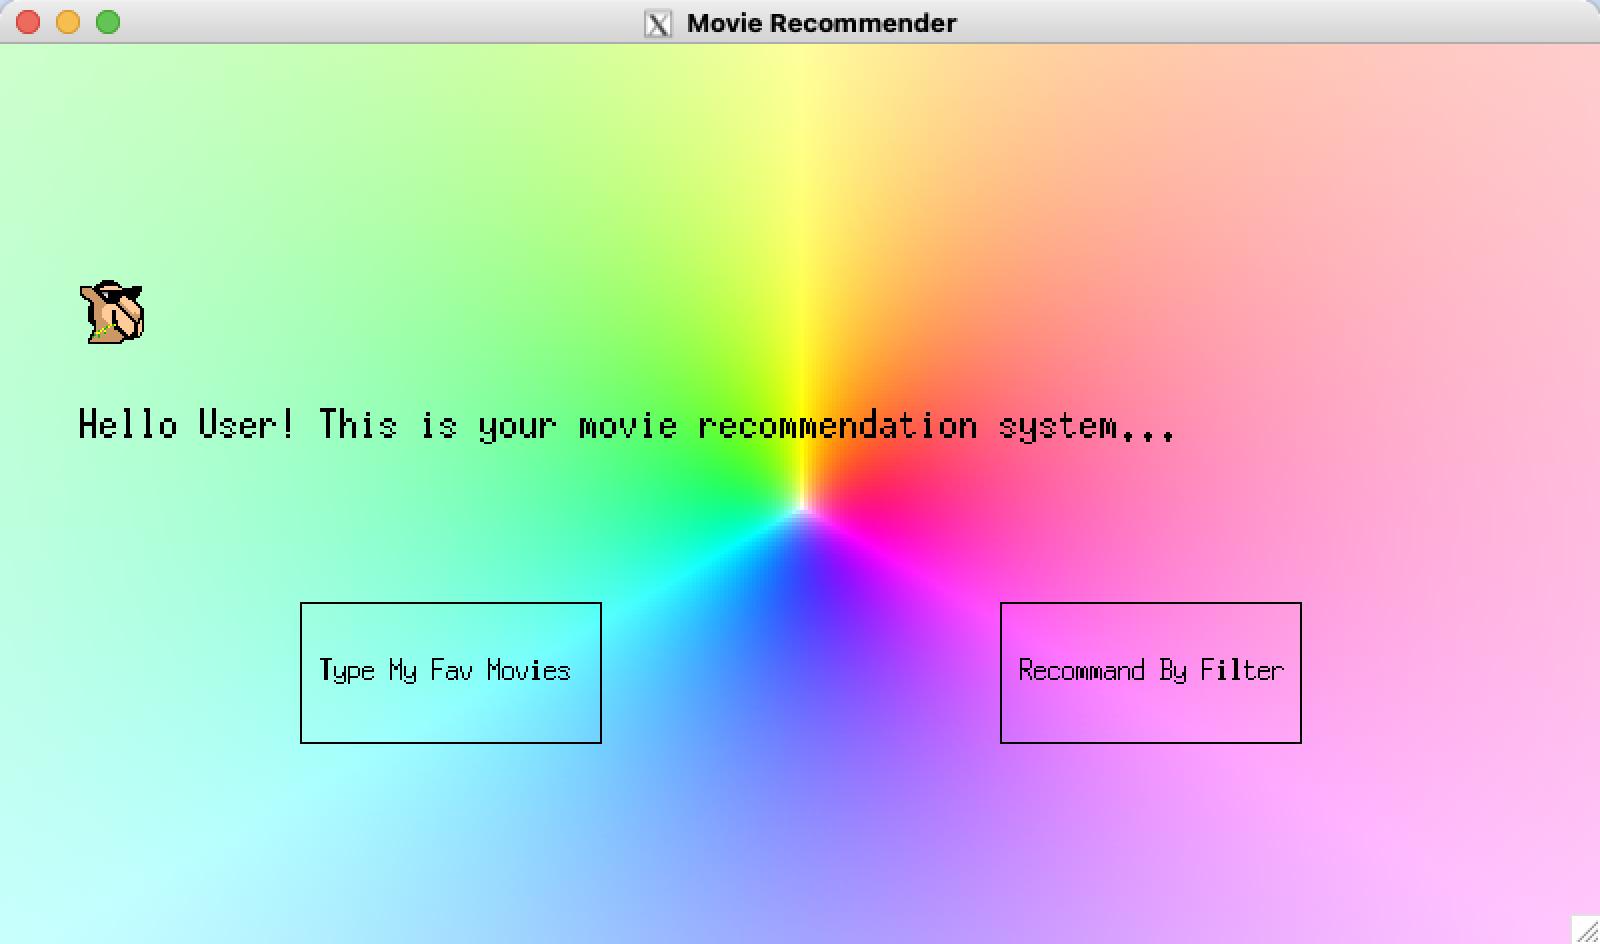 Movie Recommender
Hello User! This is your movie recommendation system...
Type My Fav Movies
Recommand By Filter